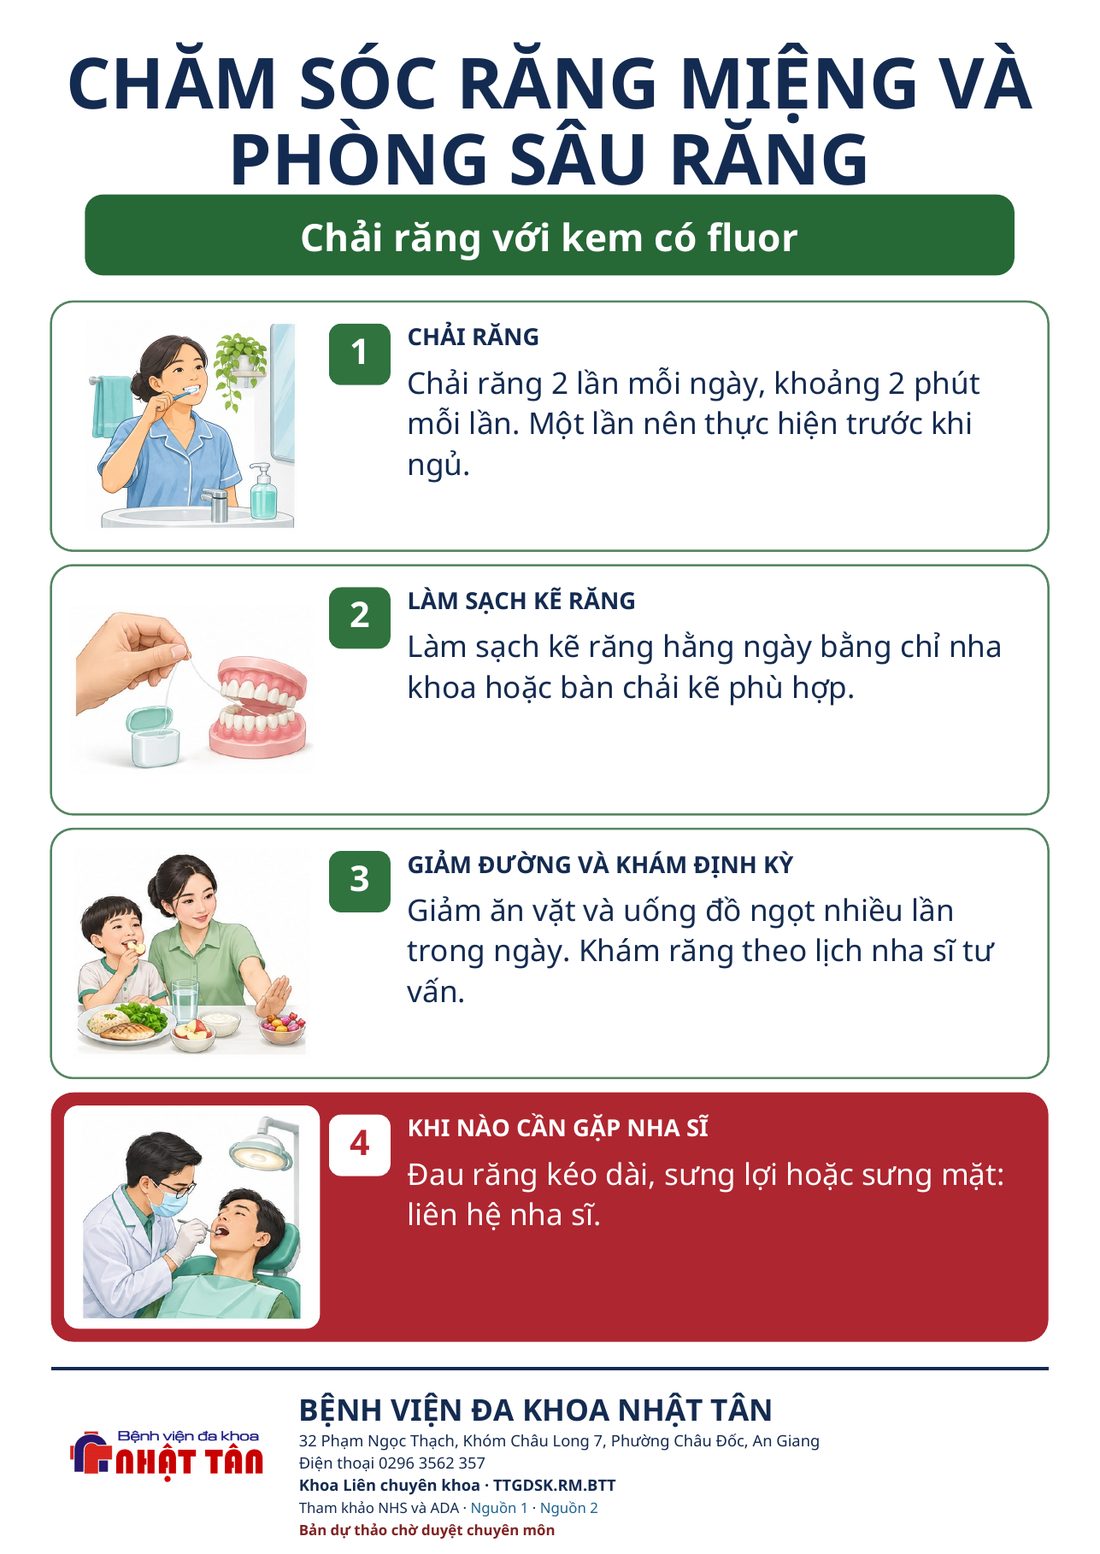 CHĂM SÓC RĂNG MIỆNG VÀ
PHÒNG SÂU RĂNG
Chải răng với kem có fluor
1
CHẢI RĂNG
Chải răng 2 lần mỗi ngày, khoảng 2 phút
mỗi lần. Một lần nên thực hiện trước khi
ngủ.
2
LÀM SẠCH KẼ RĂNG
Làm sạch kẽ răng hằng ngày bằng chỉ nha
khoa hoặc bàn chải kẽ phù hợp.
3
GIẢM ĐƯỜNG VÀ KHÁM ĐỊNH KỲ
Giảm ăn vặt và uống đồ ngọt nhiều lần
trong ngày. Khám răng theo lịch nha sĩ tư
vấn.
4
KHI NÀO CẦN GẶP NHA SĨ
Đau răng kéo dài, sưng lợi hoặc sưng mặt:
liên hệ nha sĩ.
Bệnh viện đa khoa
NHẬT TÂN
BỆNH VIỆN ĐA KHOA NHẬT TÂN
32 Phạm Ngọc Thạch, Khóm Châu Long 7, Phường Châu Đốc, An Giang
Điện thoại 0296 3562 357
Khoa Liên chuyên khoa · TTGDSK.RM.BTT
Tham khảo NHS và ADA · Nguồn 1 · Nguồn 2
Bản dự thảo chờ duyệt chuyên môn